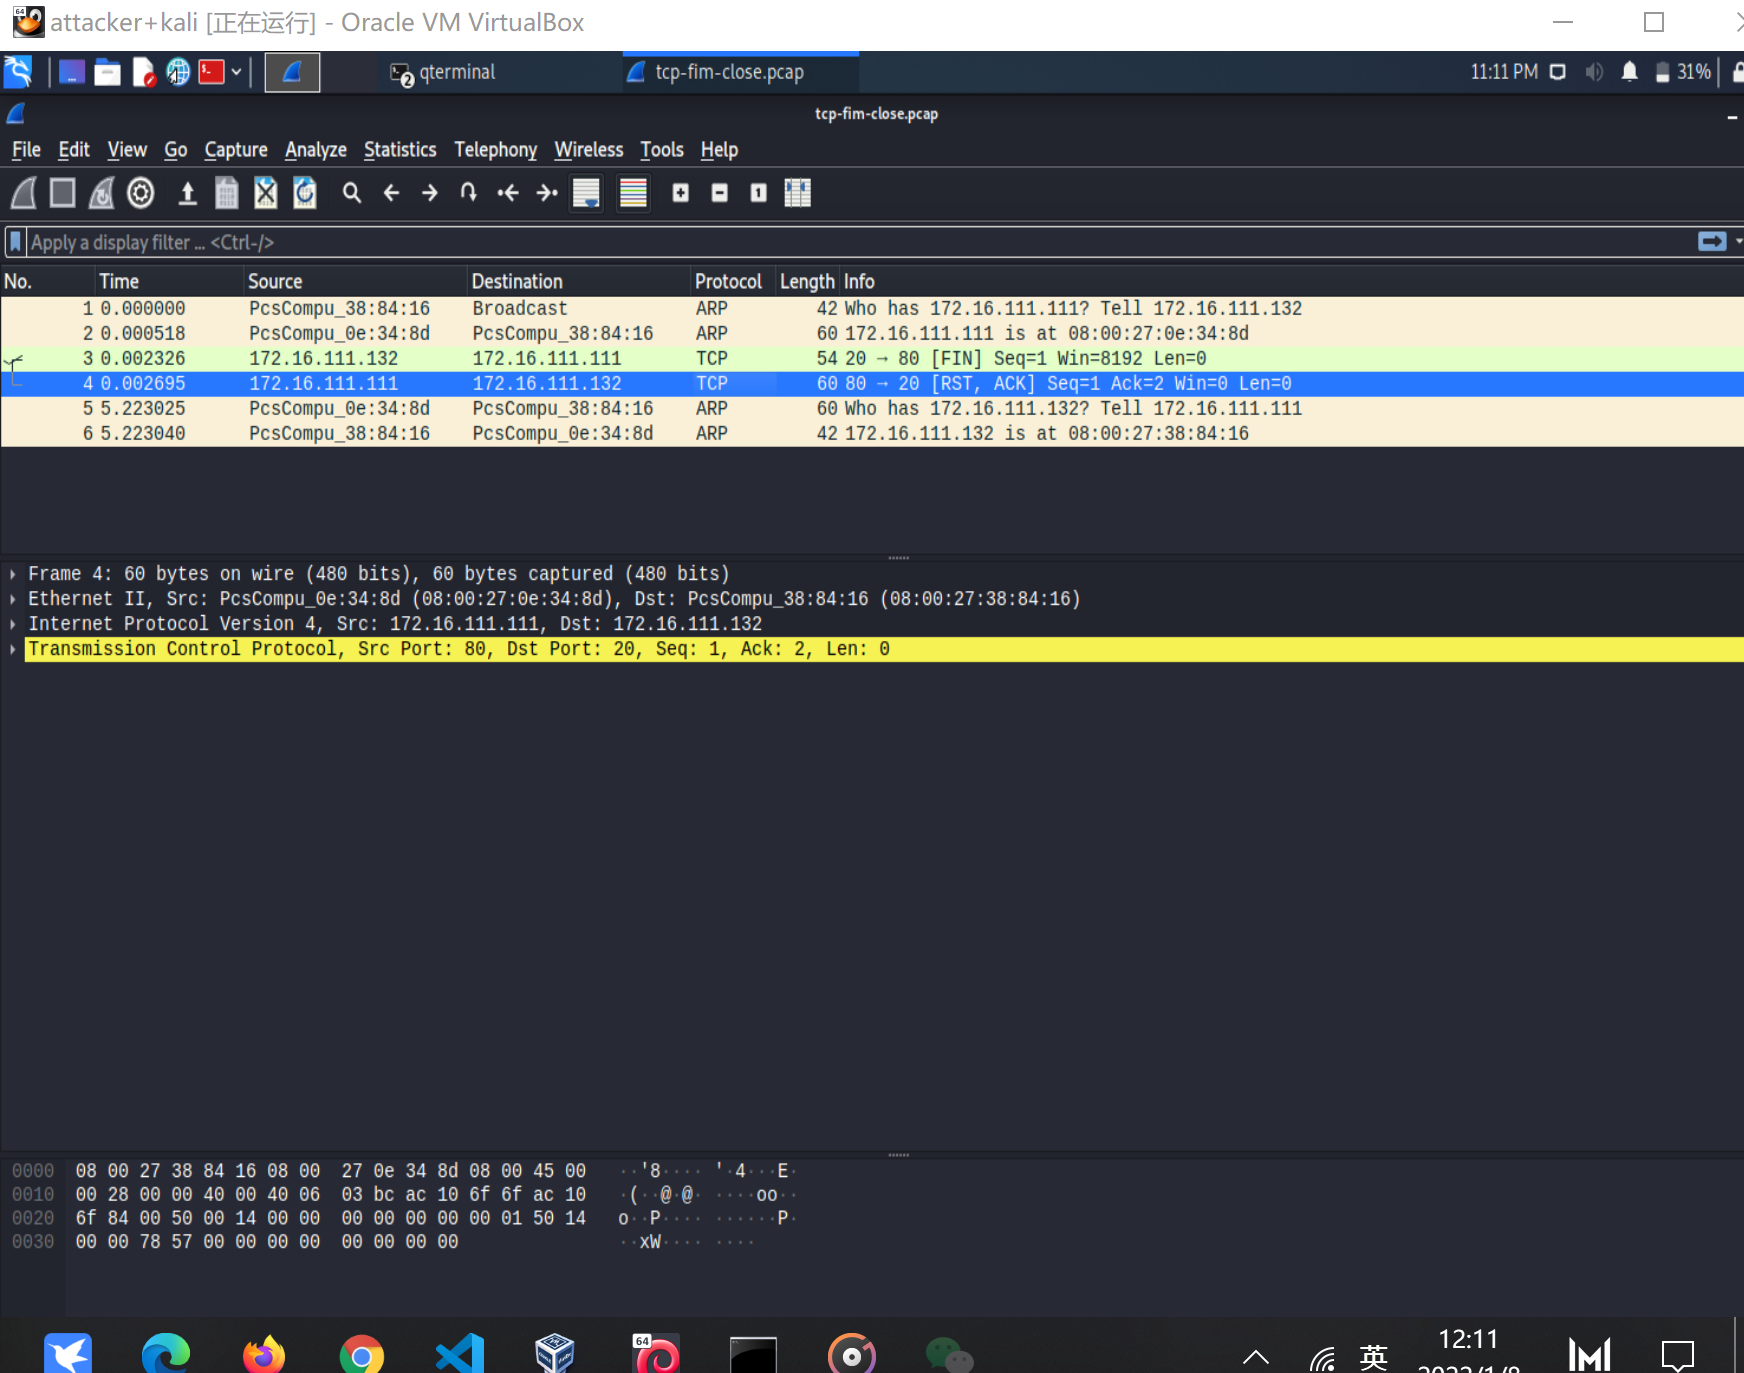 attacker+kali [正在运行] - Oracle VM VirtualBox
qterminal
tcp-fim-close.pcap
11:11 PM
31%
tcp-fim-close.pcap
File Edit View Go Capture Analyze Statistics Telephony Wireless Tools Help
Apply a display filter ... <Ctrl-/>
No. Time Source Destination Protocol Length Info
1 0.000000 PcsCompu_38:84:16 Broadcast ARP 42 Who has 172.16.111.111? Tell 172.16.111.132
2 0.000518 PcsCompu_0e:34:8d PcsCompu_38:84:16 ARP 60 172.16.111.111 is at 08:00:27:0e:34:8d
3 0.002326 172.16.111.132 172.16.111.111 TCP 54 20 → 80 [FIN] Seq=1 Win=8192 Len=0
4 0.002695 172.16.111.111 172.16.111.132 TCP 60 80 → 20 [RST, ACK] Seq=1 Ack=2 Win=0 Len=0
5 5.223025 PcsCompu_0e:34:8d PcsCompu_38:84:16 ARP 60 Who has 172.16.111.132? Tell 172.16.111.111
6 5.223040 PcsCompu_38:84:16 PcsCompu_0e:34:8d ARP 42 172.16.111.132 is at 08:00:27:38:84:16
Frame 4: 60 bytes on wire (480 bits), 60 bytes captured (480 bits)
Ethernet II, Src: PcsCompu_0e:34:8d (08:00:27:0e:34:8d), Dst: PcsCompu_38:84:16 (08:00:27:38:84:16)
Internet Protocol Version 4, Src: 172.16.111.111, Dst: 172.16.111.132
Transmission Control Protocol, Src Port: 80, Dst Port: 20, Seq: 1, Ack: 2, Len: 0
0000 08 00 27 38 84 16 08 00 27 0e 34 8d 08 00 45 00 ··'8···· '·4···E·
0010 00 28 00 00 40 00 40 06 03 bc ac 10 6f 6f ac 10 ·(··@·@· ····oo··
0020 6f 84 00 50 00 14 00 00 00 00 00 00 00 01 50 14 o··P···· ······P·
0030 00 00 78 57 00 00 00 00 00 00 00 00 ··xW···· ····
64
英
12:11